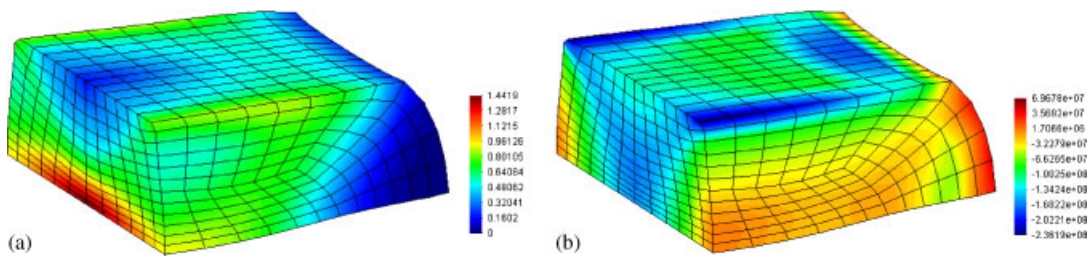 1.4419
1.2817
1.1215
0.96126
0.80105
0.64084
0.48062
0.32041
0.1602
0
(a)
6.9678e+07
3.5682e+07
1.7066e+06
-3.2279e+07
-6.6265e+07
-1.0025e+08
-1.3424e+08
-1.6822e+08
-2.0221e+08
-2.3619e+08
(b)